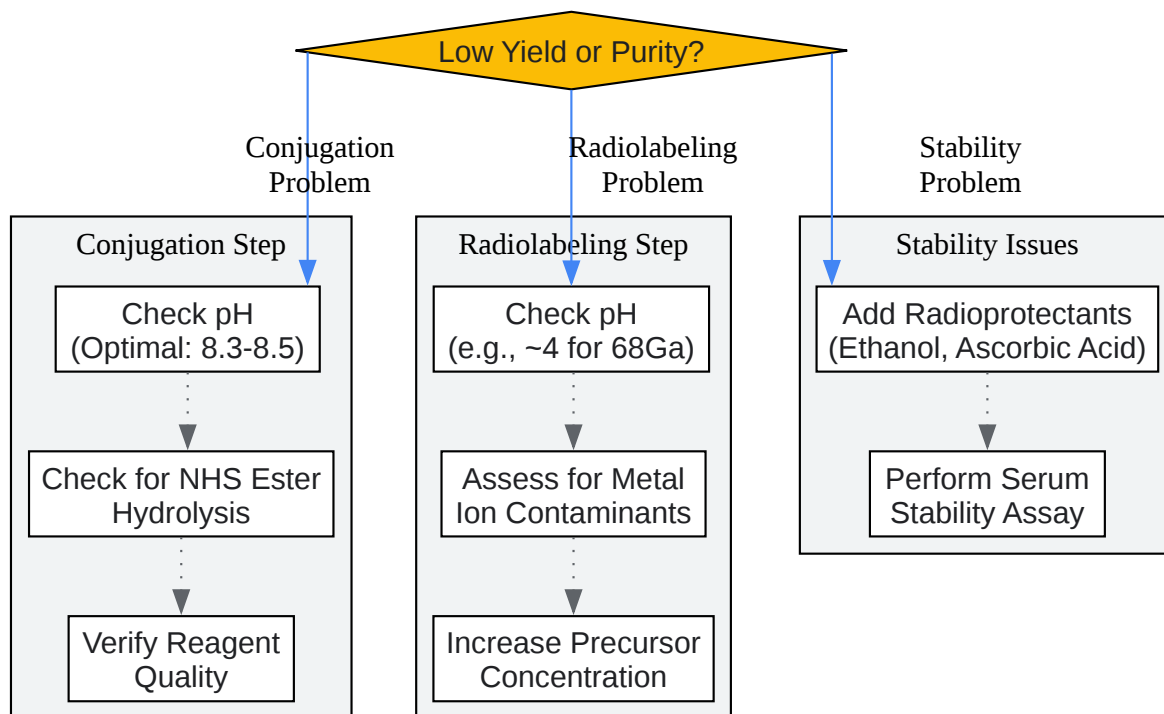 Low Yield or Purity?
Conjugation
Problem
Radiolabeling
Problem
Stability
Problem
Conjugation Step
Check pH
(Optimal: 8.3-8.5)
Check for NHS Ester
Hydrolysis
Verify Reagent
Quality
Radiolabeling Step
Check pH
(e.g., ~4 for 68Ga)
Assess for Metal
Ion Contaminants
Increase Precursor
Concentration
Stability Issues
Add Radioprotectants
(Ethanol, Ascorbic Acid)
Perform Serum
Stability Assay